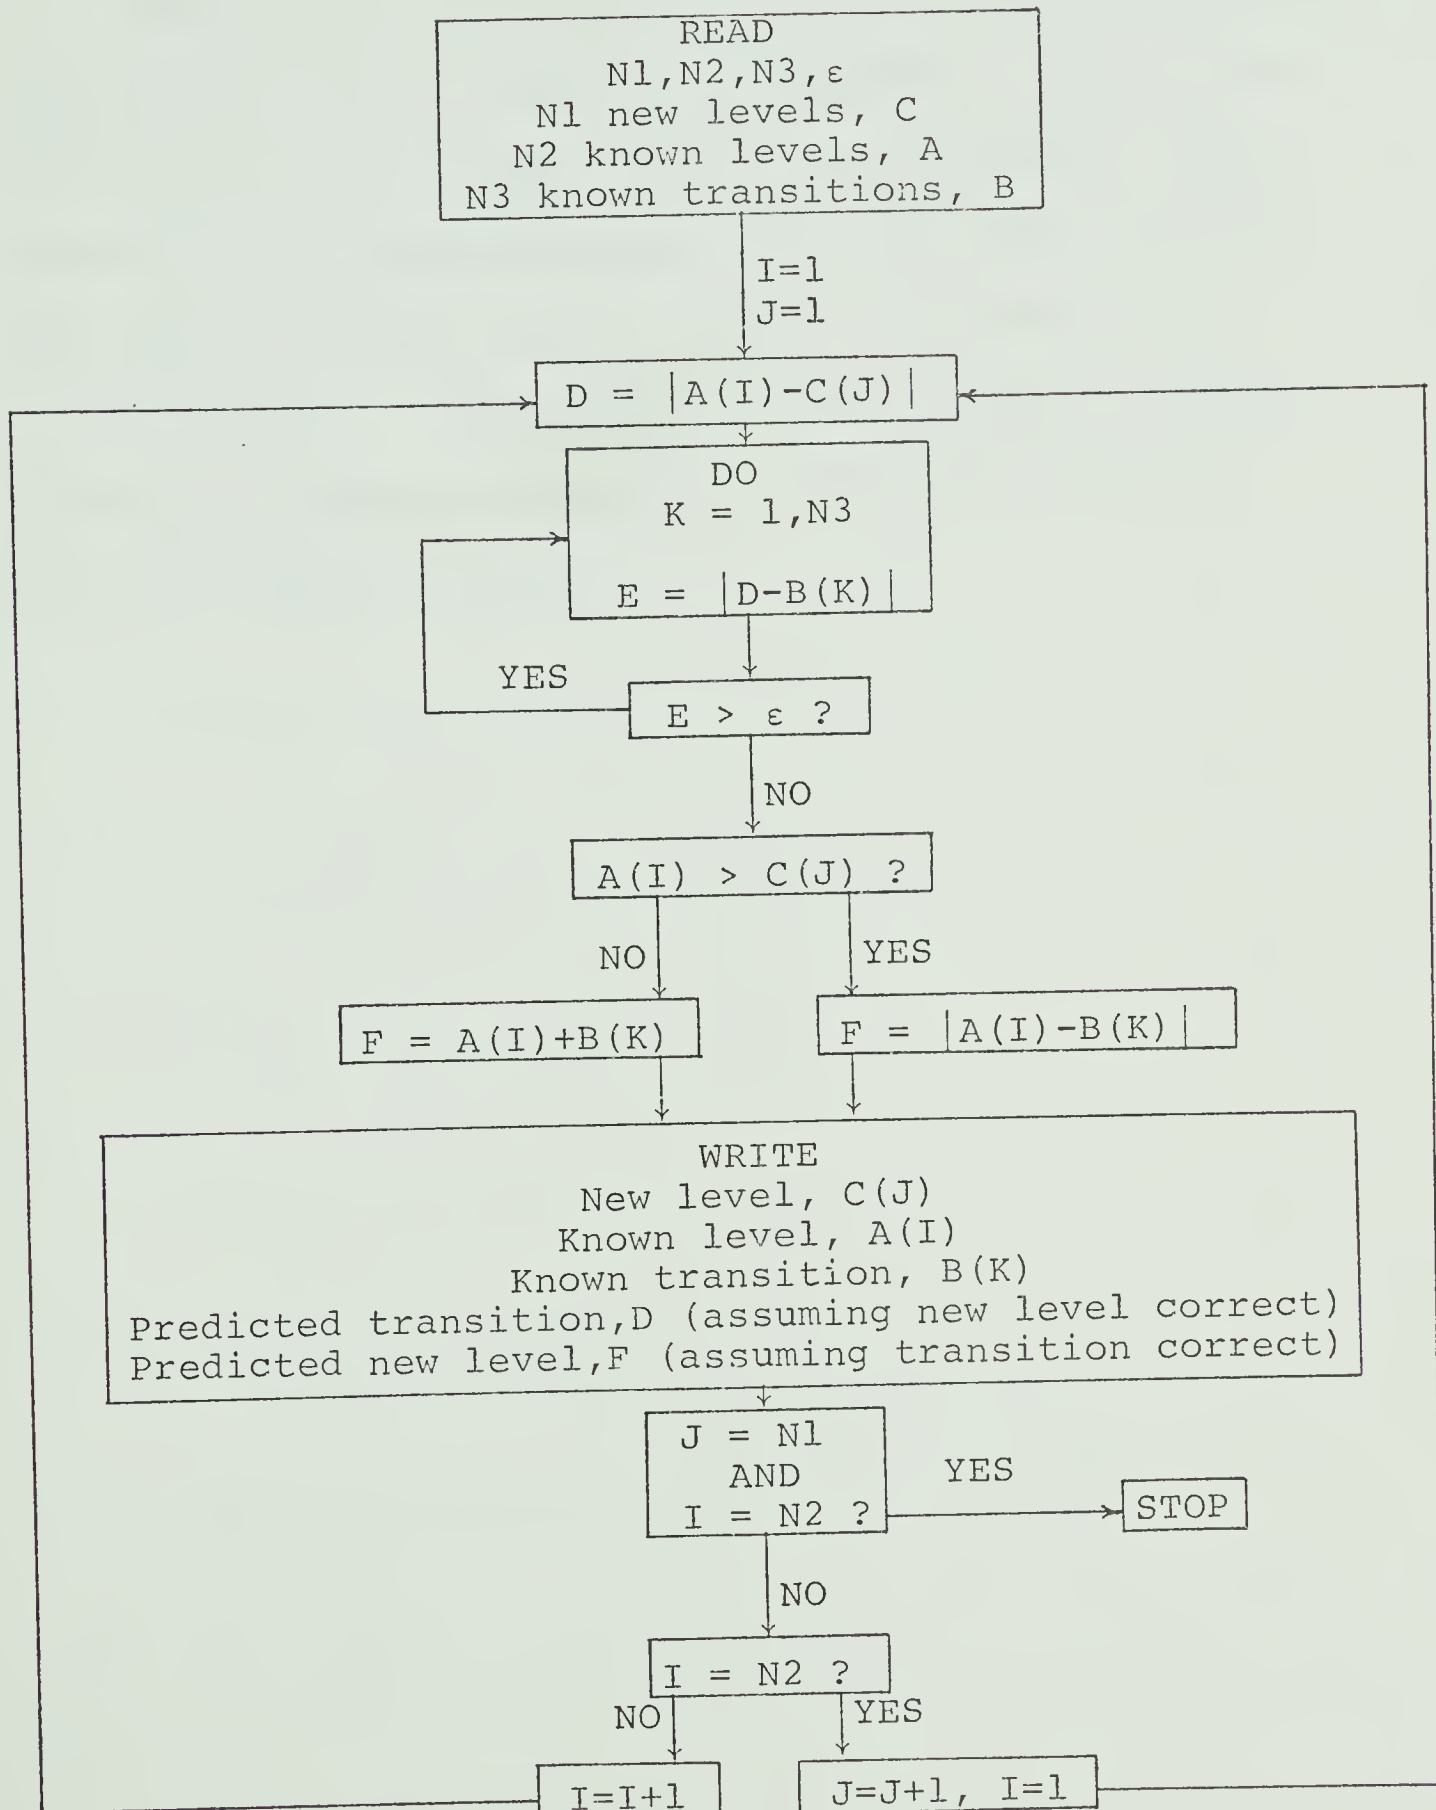 READ
N1,N2,N3,ε
N1 new levels, C
N2 known levels, A
N3 known transitions, B
I=1
J=1
D = |A(I)-C(J)|
DO
K = 1,N3
E = |D-B(K)|
YES
E > ε ?
NO
A(I) > C(J) ?
NO
YES
F = A(I)+B(K)
F = |A(I)-B(K)|
WRITE
New level, C(J)
Known level, A(I)
Known transition, B(K)
Predicted transition,D (assuming new level correct)
Predicted new level,F (assuming transition correct)
J = N1
AND
I = N2 ?
YES
STOP
NO
I = N2 ?
NO
YES
I=I+1
J=J+1, I=1